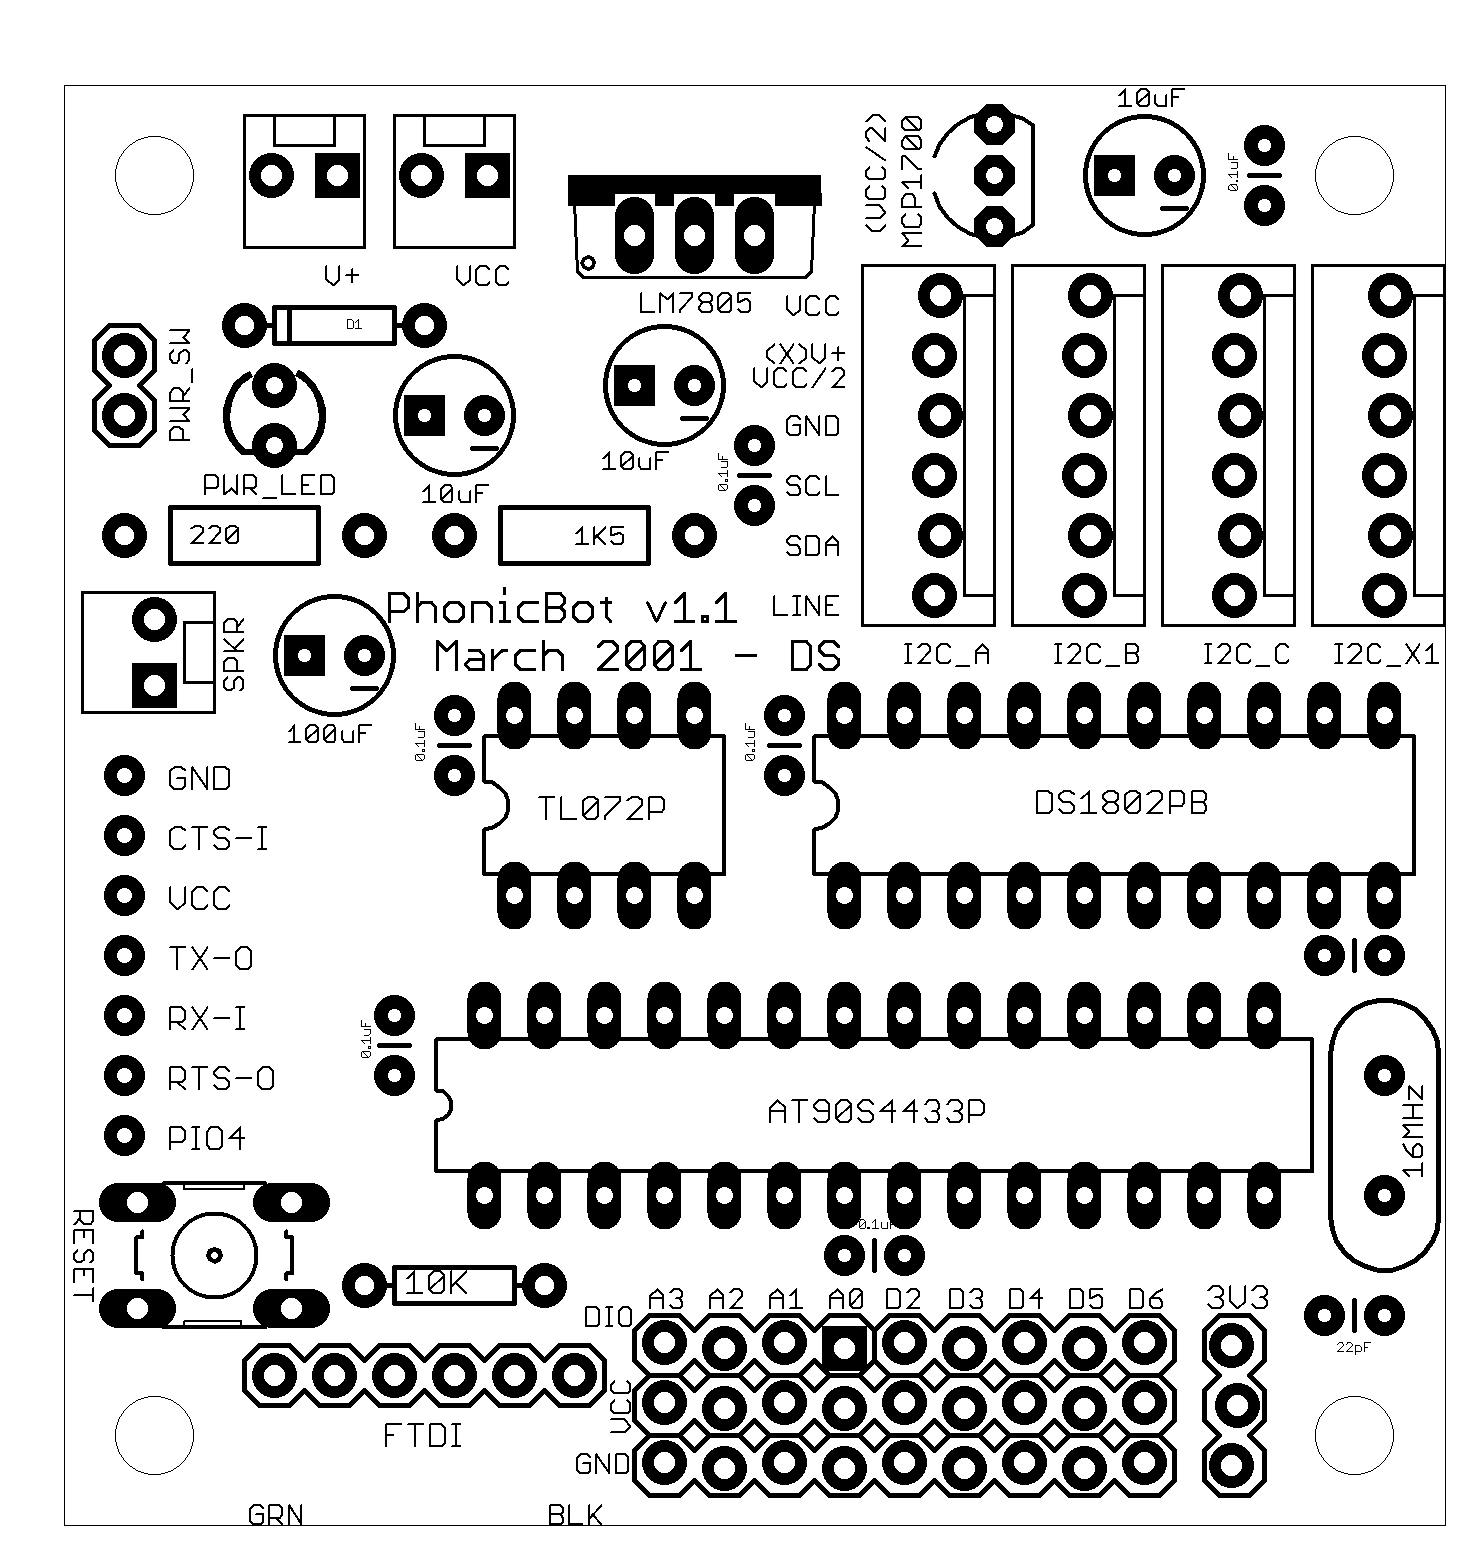 10uF
(VCC/2)
MCP1700
0.1uF
V+
VCC
LM7805
VCC
D1
PWR_SW
(X)V+
VCC/2
GND
10uF
0.1uF
PWR_LED
10uF
SCL
220
1K5
SDA
PhonicBot v1.1
LINE
March 2001 - DS
I2C_A
I2C_B
I2C_C
I2C_X1
SPKR
100uF
0.1uF
0.1uF
GND
TL072P
DS1802PB
CTS-I
VCC
TX-O
RX-I
0.1uF
RTS-O
AT90S4433P
PIO4
16MHz
RESET
0.1uF
10K
DIO
A3 A2 A1 A0 D2 D3 D4 D5 D6
3V3
22pF
VCC
FTDI
GND
GRN
BLK